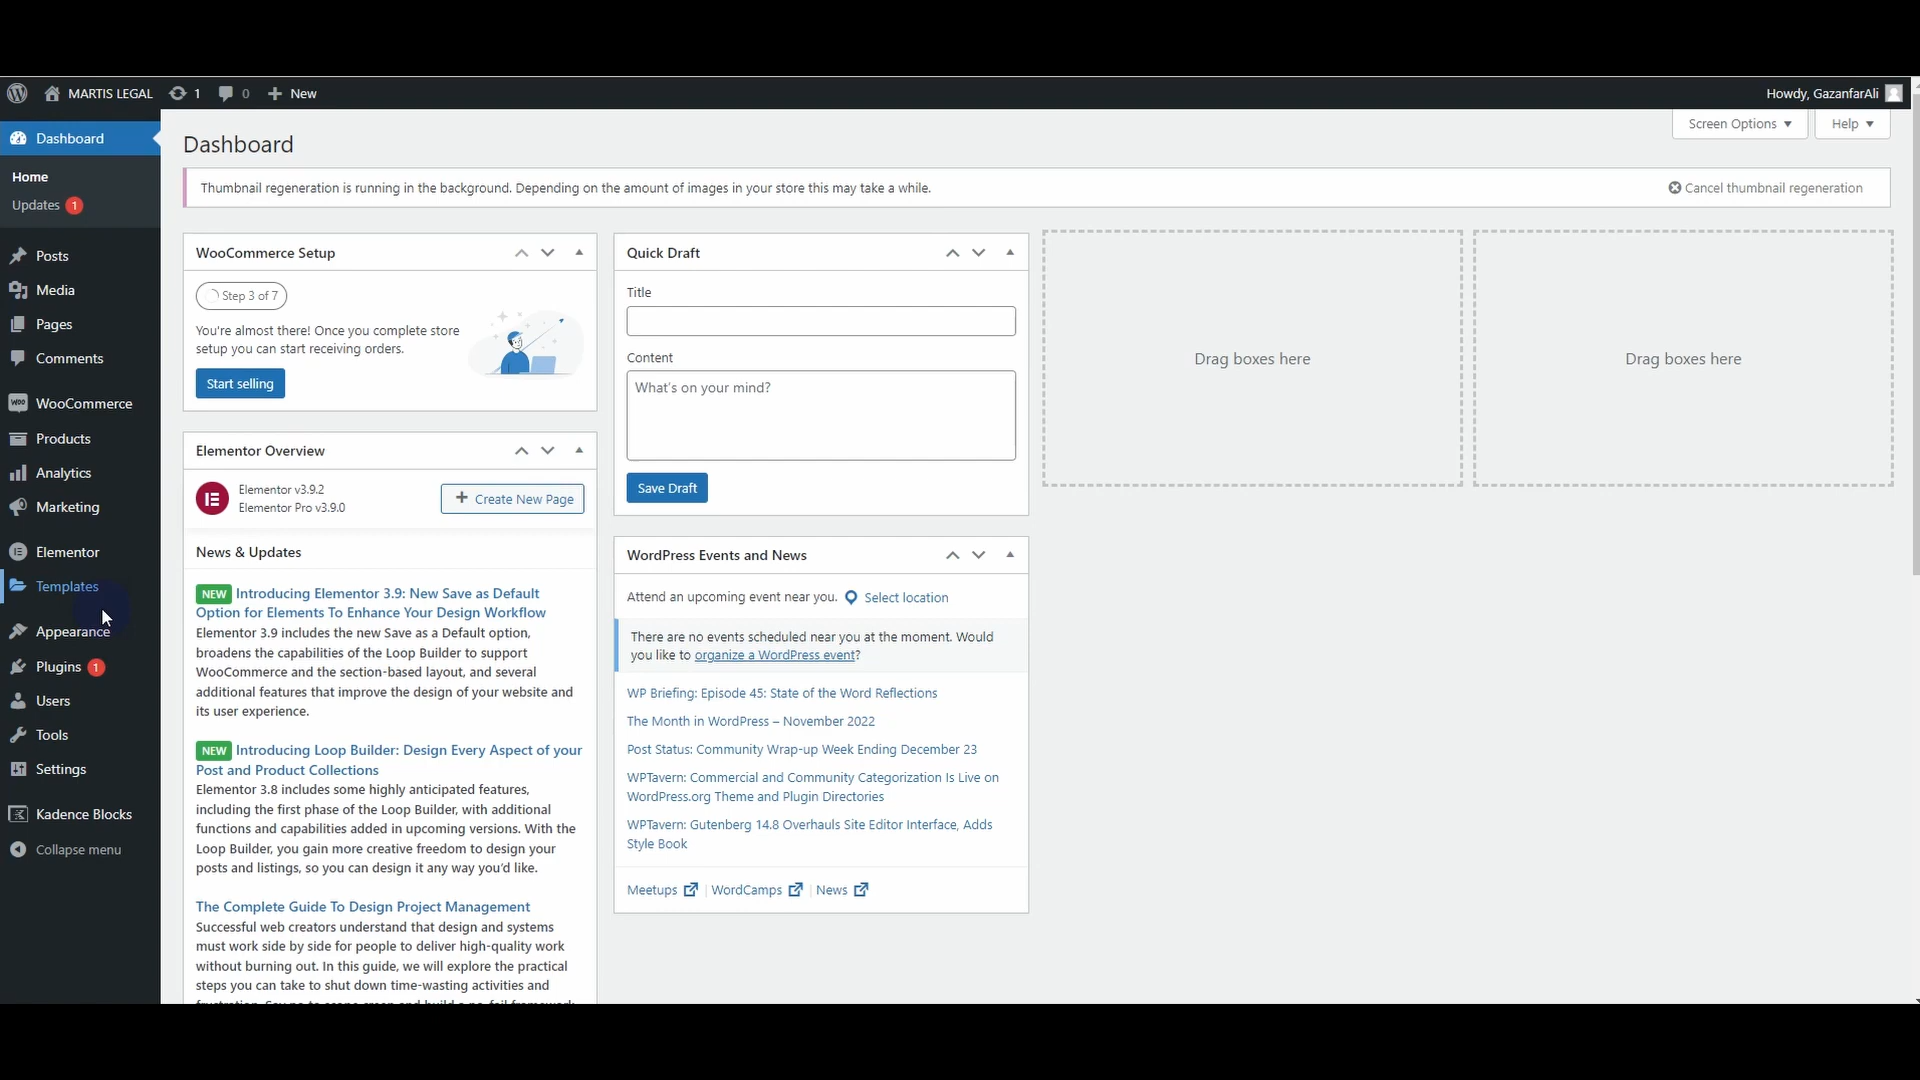 MARTIS LEGAL
1
0
New
Howdy, GazanfarAli
Dashboard
Home
Updates 1
Posts
Media
Pages
Comments
WooCommerce
Products
Analytics
Marketing
Elementor
Templates
Appearance
Plugins 1
Users
Tools
Settings
Kadence Blocks
Collapse menu
Dashboard
Screen Options
Help
Thumbnail regeneration is running in the background. Depending on the amount of images in your store this may take a while.
Cancel thumbnail regeneration
WooCommerce Setup
Step 3 of 7
You're almost there! Once you complete store
setup you can start receiving orders.
Start selling
Elementor Overview
Elementor v3.9.2
Elementor Pro v3.9.0
Create New Page
News & Updates
NEW Introducing Elementor 3.9: New Save as Default
Option for Elements To Enhance Your Design Workflow
Elementor 3.9 includes the new Save as a Default option,
broadens the capabilities of the Loop Builder to support
WooCommerce and the section-based layout, and several
additional features that improve the design of your website and
its user experience.
NEW Introducing Loop Builder: Design Every Aspect of your
Post and Product Collections
Elementor 3.8 includes some highly anticipated features,
including the first phase of the Loop Builder, with additional
functions and capabilities added in upcoming versions. With the
Loop Builder, you gain more creative freedom to design your
posts and listings, so you can design it any way you'd like.
The Complete Guide To Design Project Management
Successful web creators understand that design and systems
must work side by side for people to deliver high-quality work
without burning out. In this guide, we will explore the practical
steps you can take to shut down time-wasting activities and
Quick Draft
Title
Content
What's on your mind?
Save Draft
WordPress Events and News
Attend an upcoming event near you. Select location
There are no events scheduled near you at the moment. Would
you like to organize a WordPress event?
WP Briefing: Episode 45: State of the Word Reflections
The Month in WordPress – November 2022
Post Status: Community Wrap-up Week Ending December 23
WPTavern: Commercial and Community Categorization Is Live on
WordPress.org Theme and Plugin Directories
WPTavern: Gutenberg 14.8 Overhauls Site Editor Interface, Adds
Style Book
Meetups | WordCamps | News
Drag boxes here
Drag boxes here